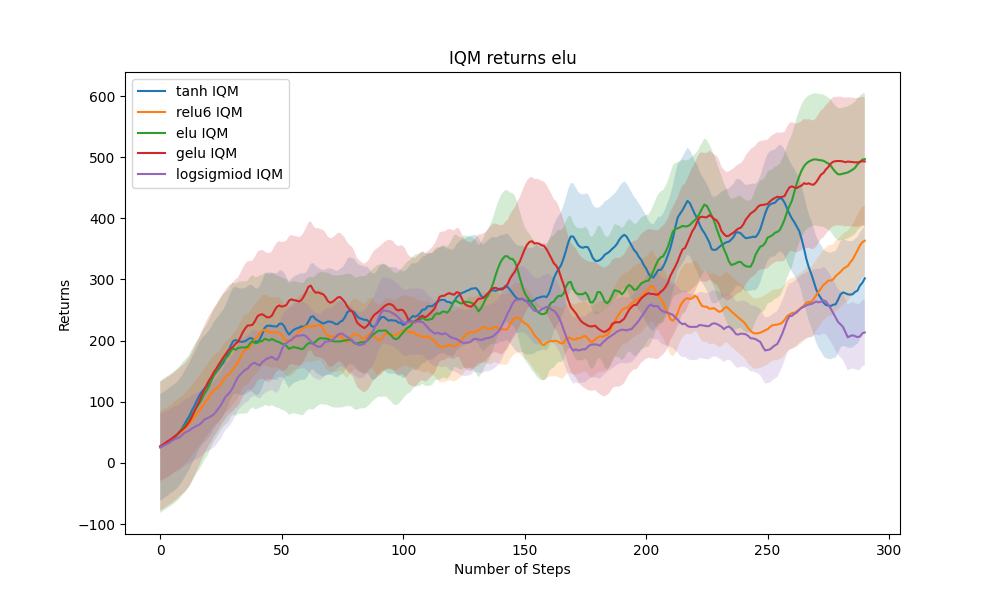 IQM returns elu
tanh IQM
relu6 IQM
elu IQM
gelu IQM
logsigmiod IQM
Returns
600
500
400
300
200
100
0
−100
0 50 100 150 200 250 300
Number of Steps